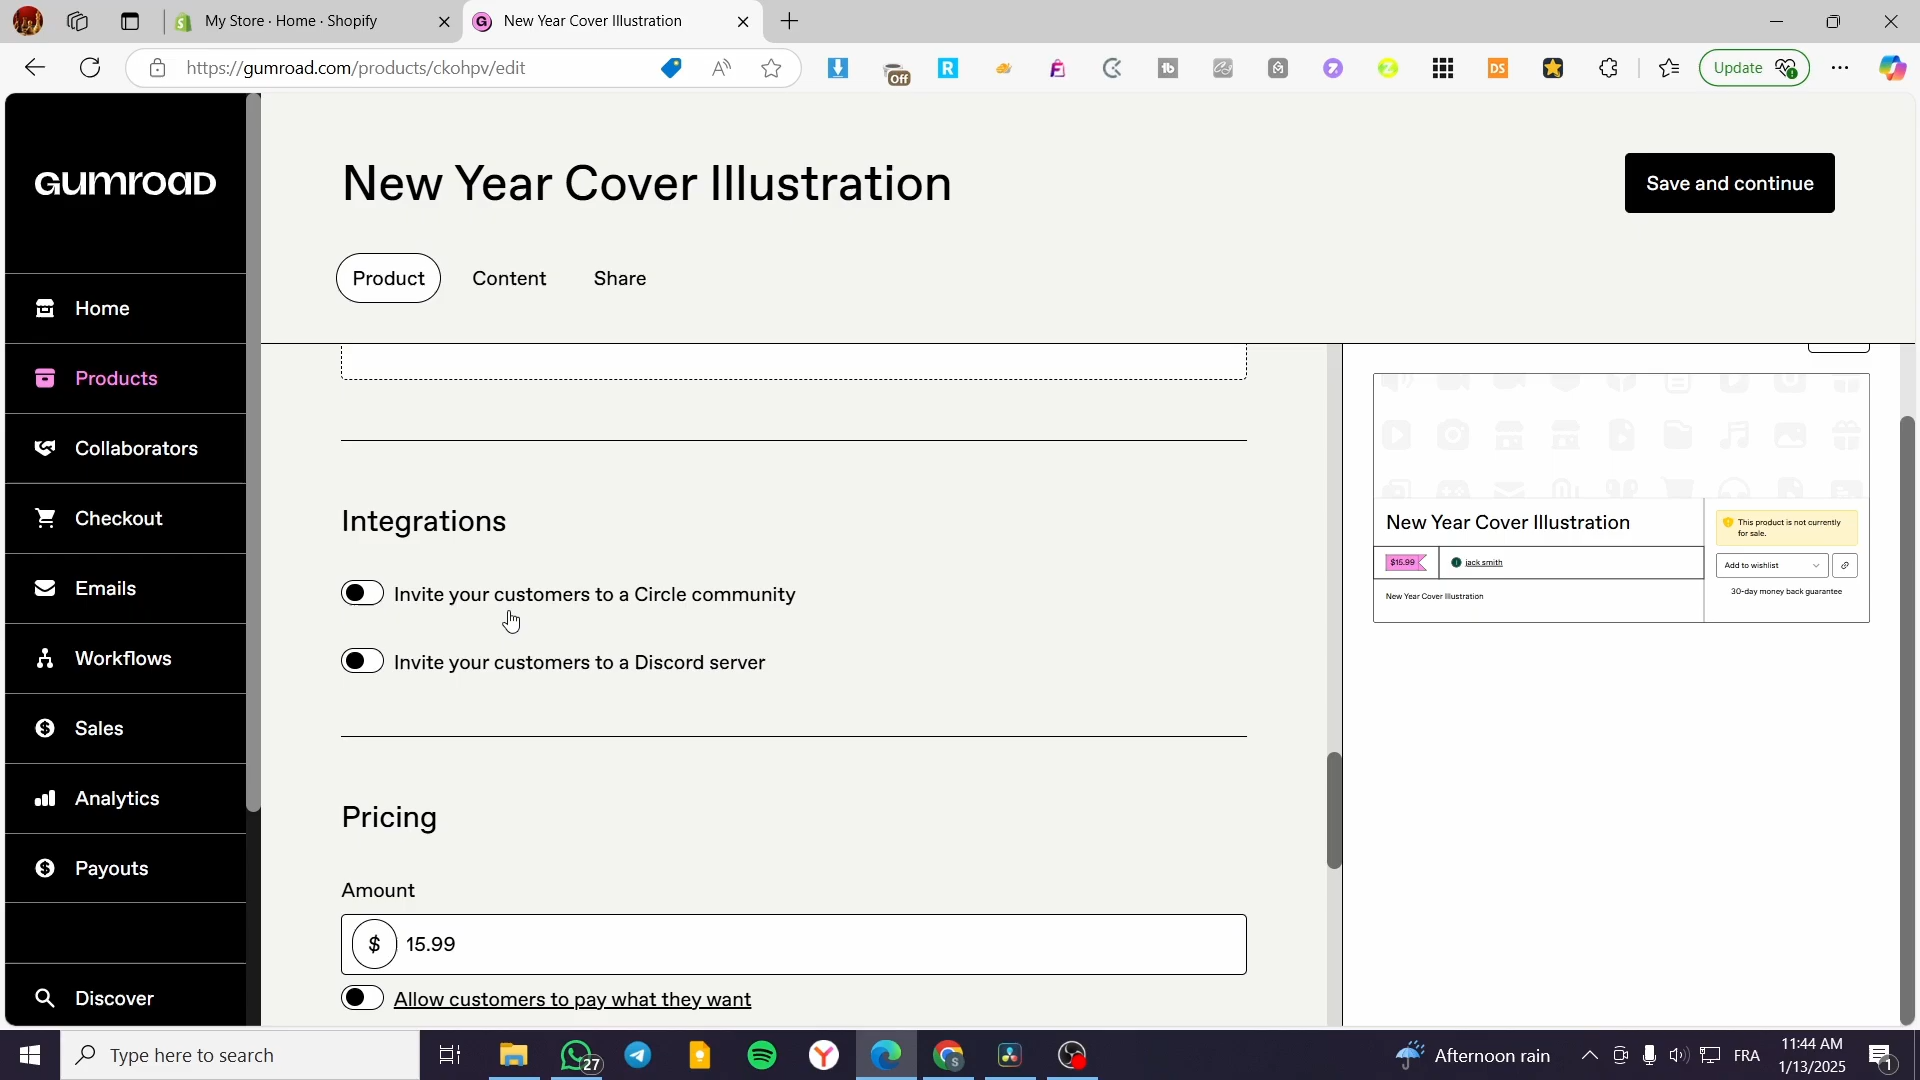 My Store · Home · Shopify
New Year Cover Illustration
https://gumroad.com/products/ckohpv/edit
Off
R
1b
DS
Update
GUMROAD
Home
Products
Collaborators
Checkout
Emails
Workflows
Sales
Analytics
Payouts
Discover
New Year Cover Illustration
Save and continue
Product
Content
Share
Integrations
Invite your customers to a Circle community
Invite your customers to a Discord server
Pricing
Amount
$ 15.99
Allow customers to pay what they want
New Year Cover Illustration
$15.99
jack smith
New Year Cover Illustration
This product is not currently
for sale.
Add to wishlist
30-day money back guarantee
Type here to search
27
Afternoon rain
FRA
11:44 AM
1/13/2025
1